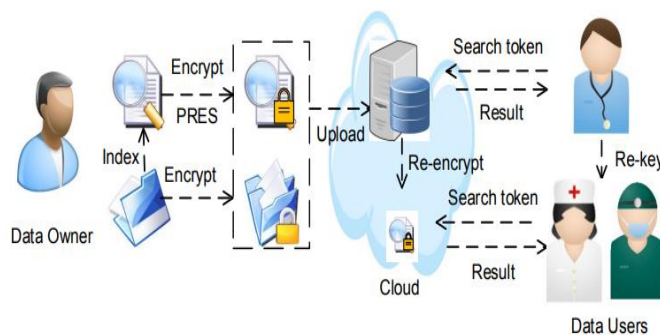 Encrypt
PRES
Index
Encrypt
Data Owner
Upload
Search token
Result
Re-encrypt
Re-key
Search token
Result
Cloud
Data Users